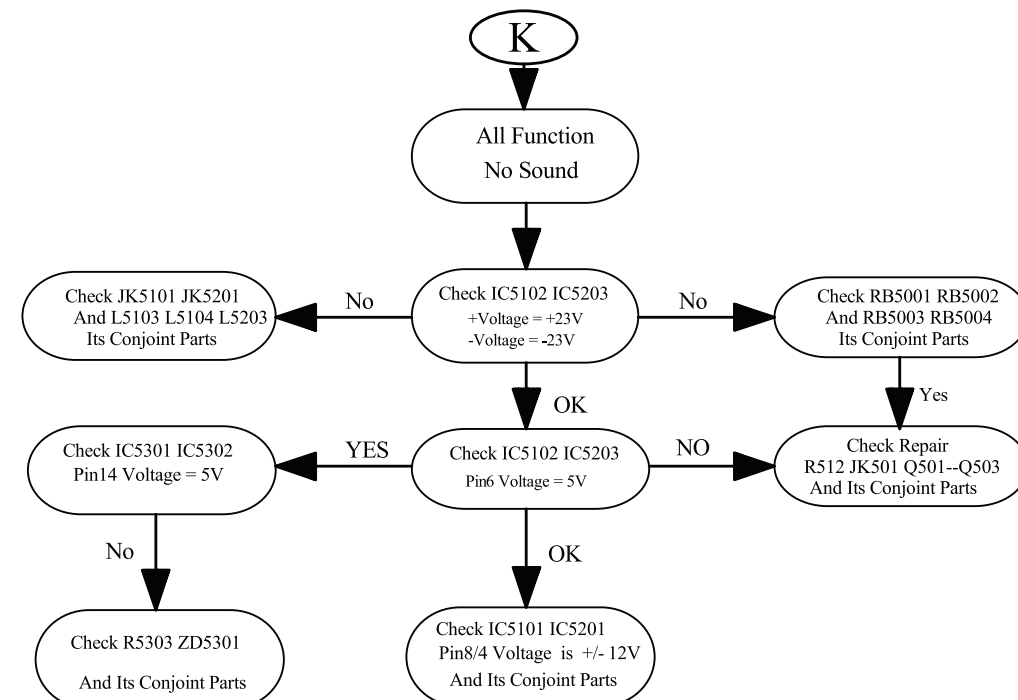 K
All Function
No Sound
Check JK5101 JK5201
And L5103 L5104 L5203
Its Conjoint Parts
No
Check IC5102 IC5203
+Voltage = +23V
-Voltage = -23V
No
Check RB5001 RB5002
And RB5003 RB5004
Its Conjoint Parts
OK
Yes
Check IC5301 IC5302
Pin14 Voltage = 5V
YES
Check IC5102 IC5203
Pin6 Voltage = 5V
NO
Check Repair
R512 JK501 Q501--Q503
And Its Conjoint Parts
No
OK
Check R5303 ZD5301
And Its Conjoint Parts
Check IC5101 IC5201
Pin8/4 Voltage is +/- 12V
And Its Conjoint Parts